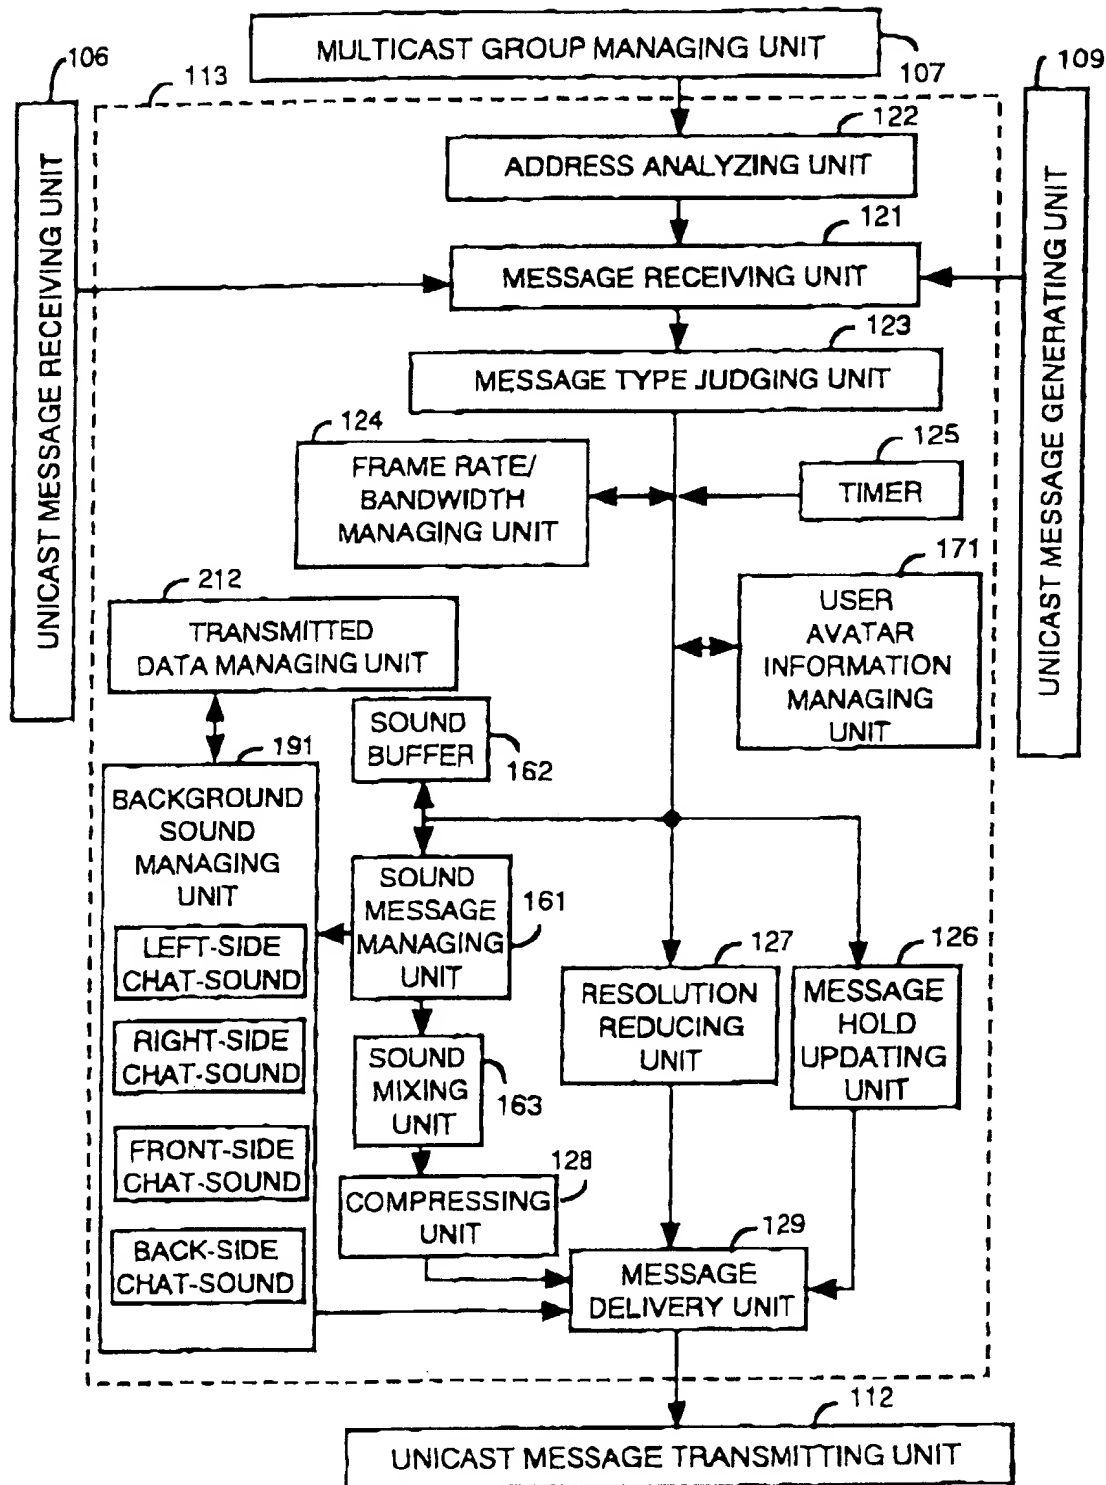 MULTICAST GROUP MANAGING UNIT
107
106
113
109
UNICAST MESSAGE RECEIVING UNIT
UNICAST MESSAGE GENERATING UNIT
122
ADDRESS ANALYZING UNIT
121
MESSAGE RECEIVING UNIT
123
MESSAGE TYPE JUDGING UNIT
124
FRAME RATE/
BANDWIDTH
MANAGING UNIT
125
TIMER
171
USER
AVATAR
INFORMATION
MANAGING
UNIT
212
TRANSMITTED
DATA MANAGING UNIT
SOUND
BUFFER
162
191
BACKGROUND
SOUND
MANAGING
UNIT
LEFT-SIDE
CHAT-SOUND
RIGHT-SIDE
CHAT-SOUND
FRONT-SIDE
CHAT-SOUND
BACK-SIDE
CHAT-SOUND
SOUND
MESSAGE
MANAGING
UNIT
161
SOUND
MIXING
UNIT
163
128
COMPRESSING
UNIT
127
RESOLUTION
REDUCING
UNIT
126
MESSAGE
HOLD
UPDATING
UNIT
129
MESSAGE
DELIVERY UNIT
112
UNICAST MESSAGE TRANSMITTING UNIT